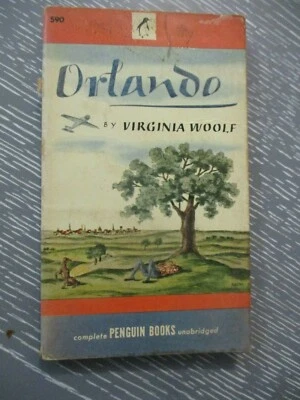 590
Orlando
BY VIRGINIA WOOLF
complete PENGUIN BOOKS unabridged